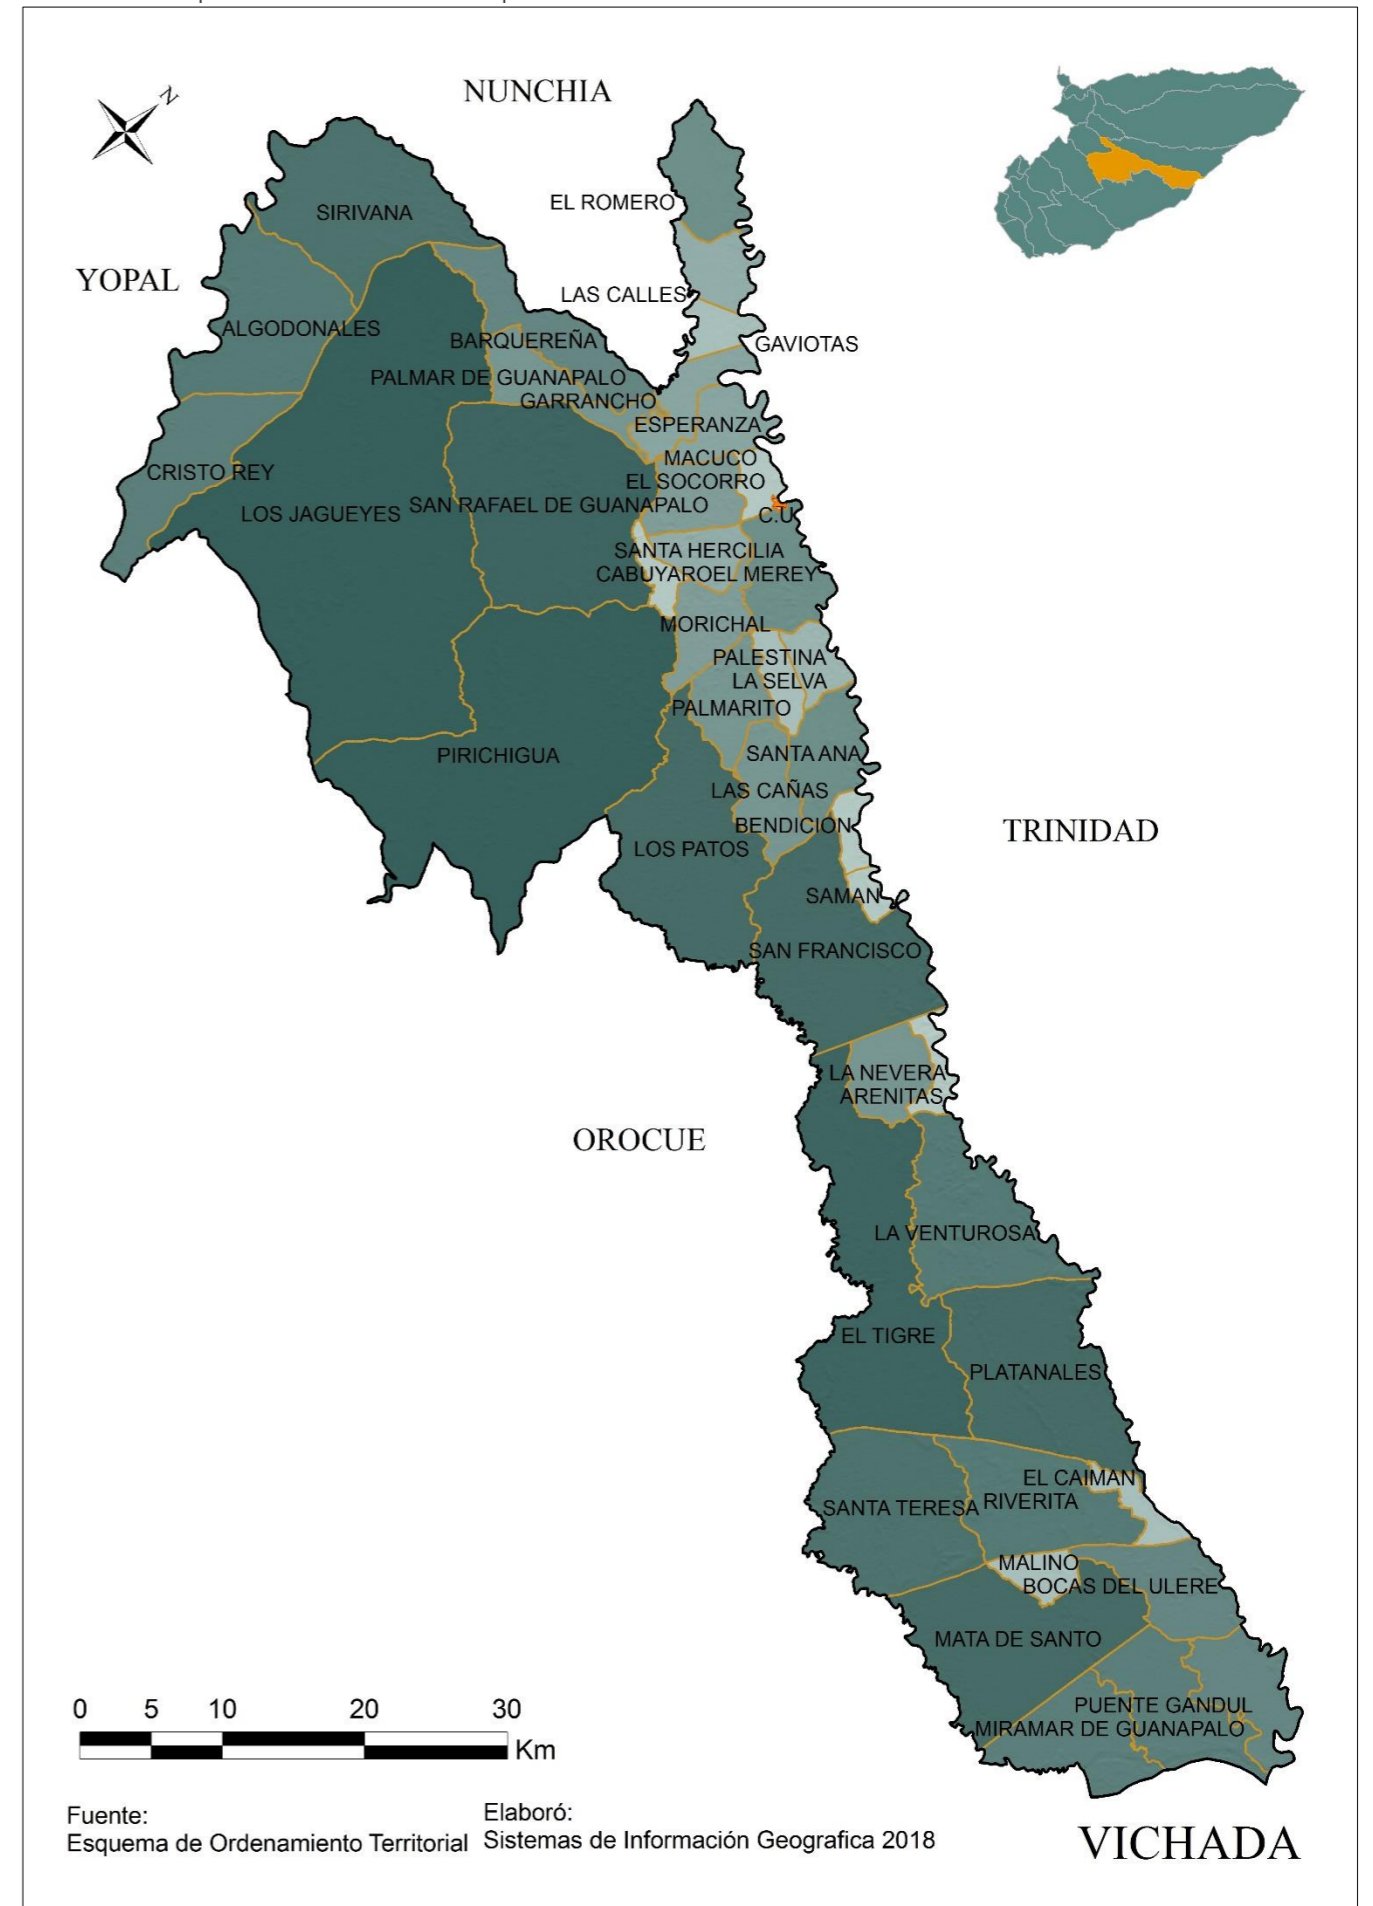 NUNCHIA
N
EL ROMERO
SIRIVANA
YOPAL
LAS CALLES
ALGODONALES
BARQUEREÑA
GAVIOTAS
PALMAR DE GUANAPALO
GARRANCHO
ESPERANZA
MACUCO
CRISTO REY
EL SOCORRO
LOS JAGUEYES
SAN RAFAEL DE GUANAPALO
C.U
SANTA HERCILIA
CABUYARO
EL MEREY
MORICHAL
PALESTINA
LA SELVA
PALMARITO
PIRICHIGUA
SANTA ANA
LAS CAÑAS
BENDICION
TRINIDAD
LOS PATOS
SAMAN
SAN FRANCISCO
LA NEVERA
ARENITAS
OROCUE
LA VENTUROSA
EL TIGRE
PLATANALES
EL CAIMAN
SANTA TERESA
RIVERITA
MALINO
BOCAS DEL ULERE
MATA DE SANTO
PUENTE GANDUL
MIRAMAR DE GUANAPALO
0 5 10 20 30
Km
Fuente:
Esquema de Ordenamiento Territorial
Elaboró:
Sistemas de Información Geografica 2018
VICHADA